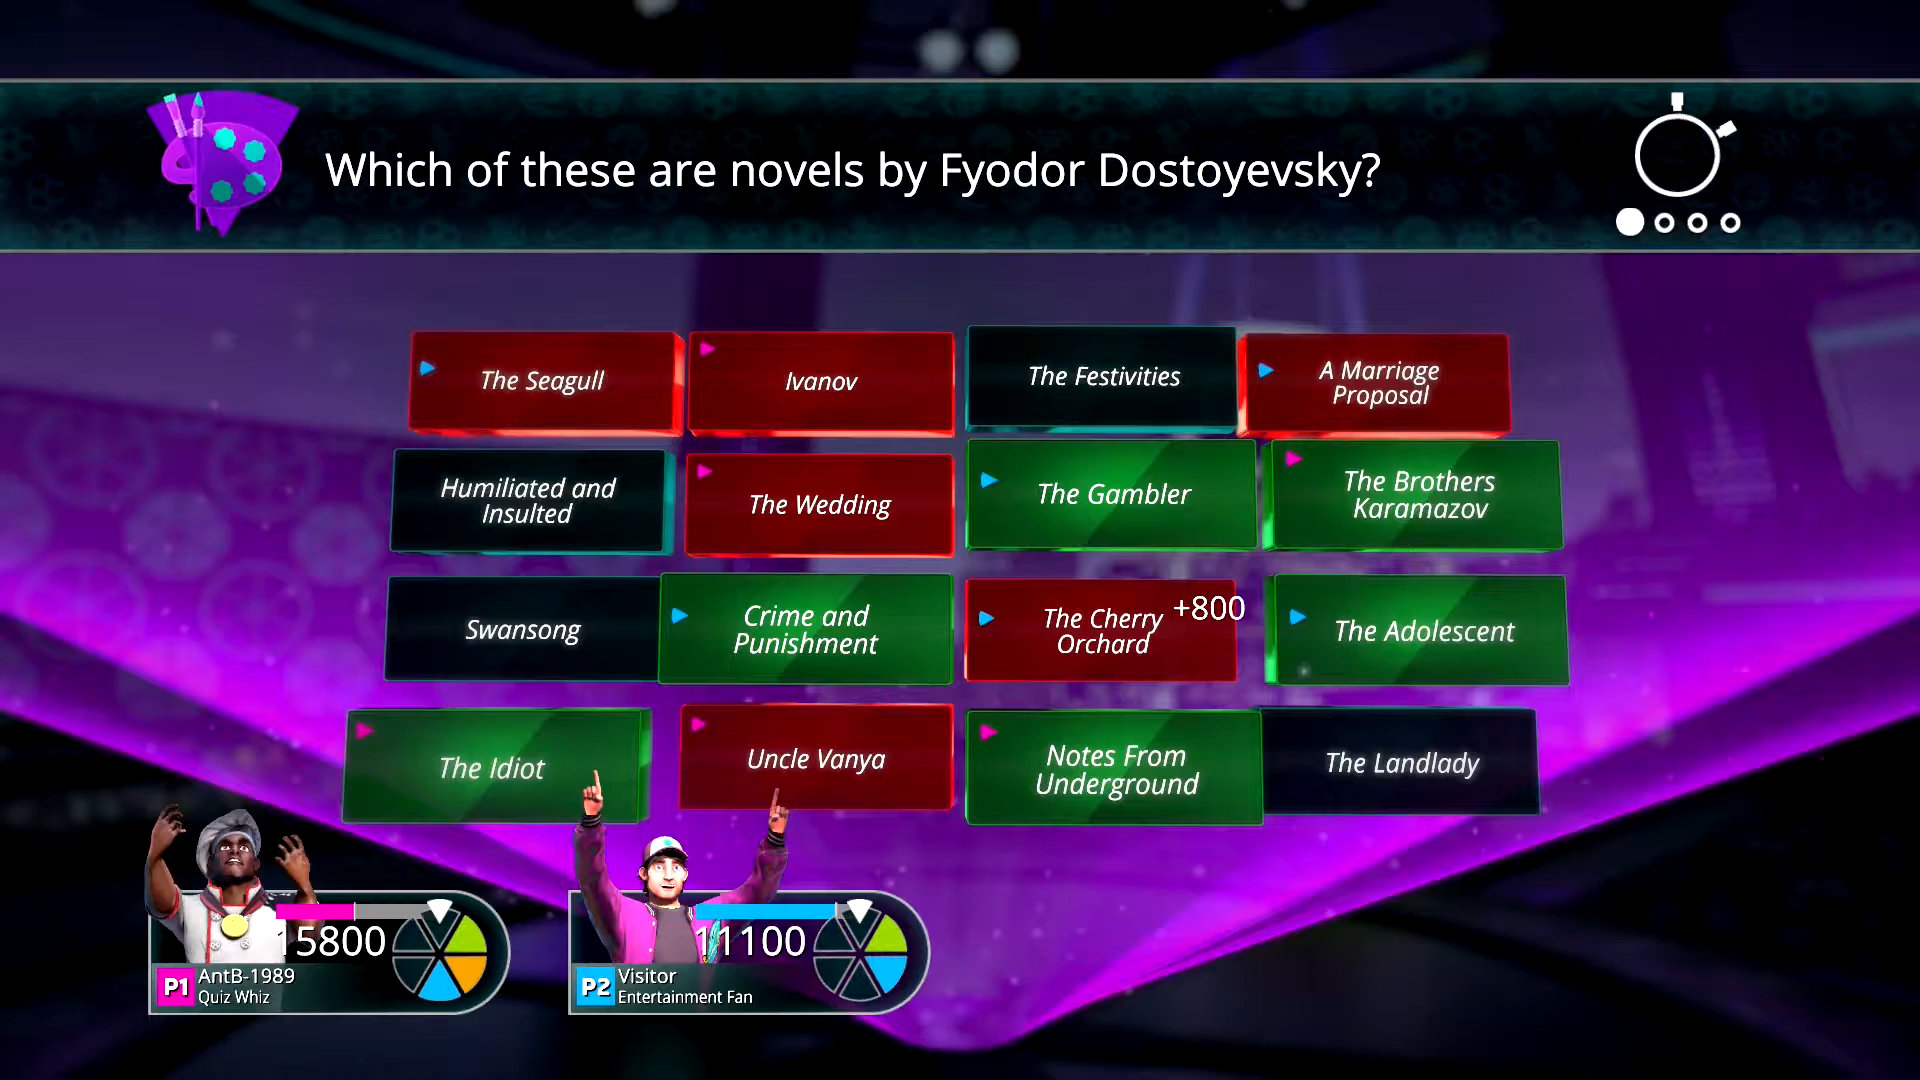 Which of these are novels by Fyodor Dostoyevsky?
The Seagull
Ivanov
The Festivities
A Marriage
Proposal
Humiliated and
Insulted
The Wedding
The Gambler
The Brothers
Karamazov
Swansong
Crime and
Punishment
The Cherry
Orchard
+800
The Adolescent
The Idiot
Uncle Vanya
Notes From
Underground
The Landlady
15800
P1
AntB-1989
Quiz Whiz
11100
P2
Visitor
Entertainment Fan